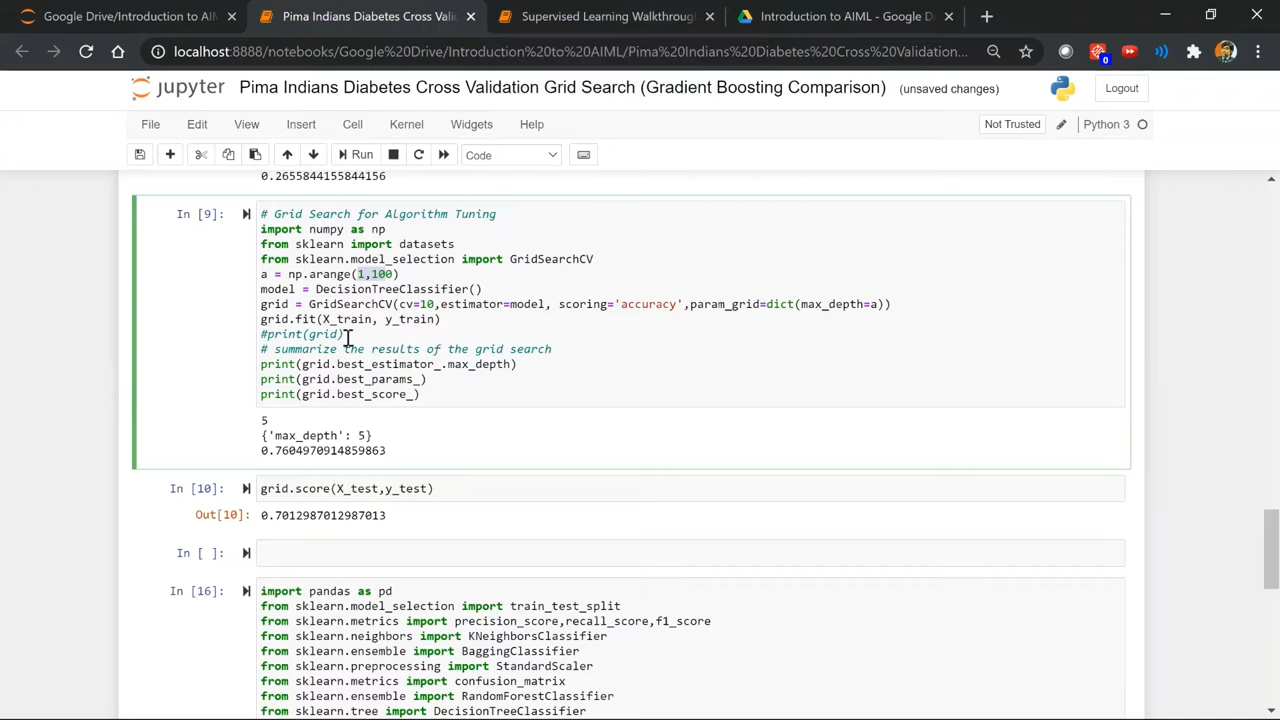 Google Drive/Introduction to AIM
Pima Indians Diabetes Cross Valid
Supervised Learning Walkthroug
Introduction to AIML - Google D
localhost:8888/notebooks/Google%20Drive/Introduction%20to%20AIML/Pima%20Indians%20Diabetes%20Cross%20Validation...
0
jupyter
Pima Indians Diabetes Cross Validation Grid Search (Gradient Boosting Comparison) (unsaved changes)
Logout
File Edit View Insert Cell Kernel Widgets Help
Not Trusted
Python 3
Run
Code
0.2655844155844156
In [9]:
# Grid Search for Algorithm Tuning
import numpy as np
from sklearn import datasets
from sklearn.model_selection import GridSearchCV
a = np.arange(1,100)
model = DecisionTreeClassifier()
grid = GridSearchCV(cv=10,estimator=model, scoring='accuracy',param_grid=dict(max_depth=a))
grid.fit(X_train, y_train)
#print(grid)
# summarize the results of the grid search
print(grid.best_estimator_.max_depth)
print(grid.best_params_)
print(grid.best_score_)
5
{'max_depth': 5}
0.7604970914859863
In [10]:
grid.score(X_test,y_test)
Out[10]:
0.7012987012987013
In [ ]:
In [16]:
import pandas as pd
from sklearn.model_selection import train_test_split
from sklearn.metrics import precision_score,recall_score,f1_score
from sklearn.neighbors import KNeighborsClassifier
from sklearn.ensemble import BaggingClassifier
from sklearn.preprocessing import StandardScaler
from sklearn.metrics import confusion_matrix
from sklearn.ensemble import RandomForestClassifier
from sklearn.tree import DecisionTreeClassifier